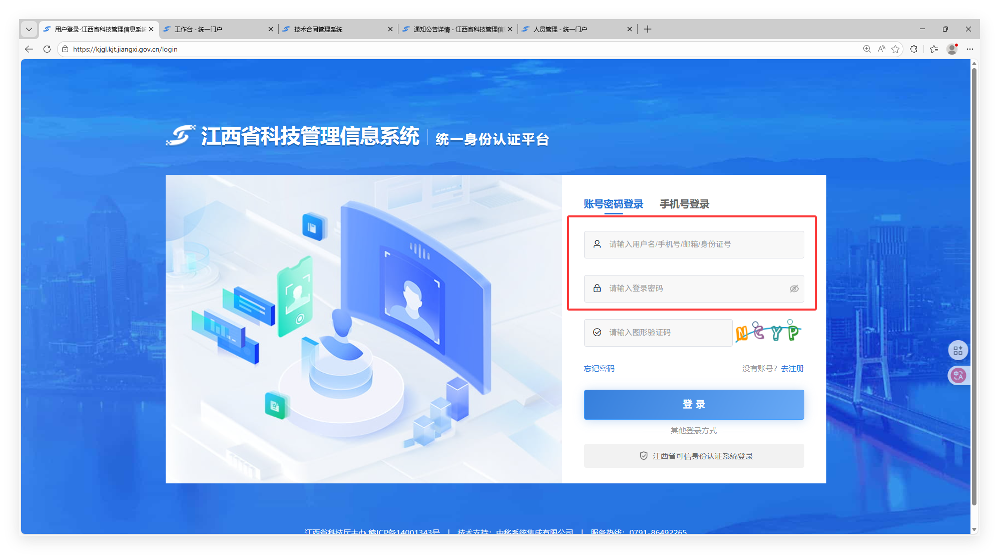 用户登录-江西省科技管理信息系统
工作台 - 统一门户
技术合同管理系统
通知公告详情 - 江西省科技管理信息
人员管理 - 统一门户
https://kjgl.kjt.jiangxi.gov.cn/login
江西省科技管理信息系统
统一身份认证平台
账号密码登录 手机号登录
请输入用户名/手机号/邮箱/身份证号
请输入登录密码
请输入图形验证码
NCYP
忘记密码 没有账号？去注册
登 录
其他登录方式
江西省可信身份认证系统登录
江西省科技厅主办 赣ICP备14001343号 | 技术支持：中移系统集成有限公司 | 服务热线：0791-86492265